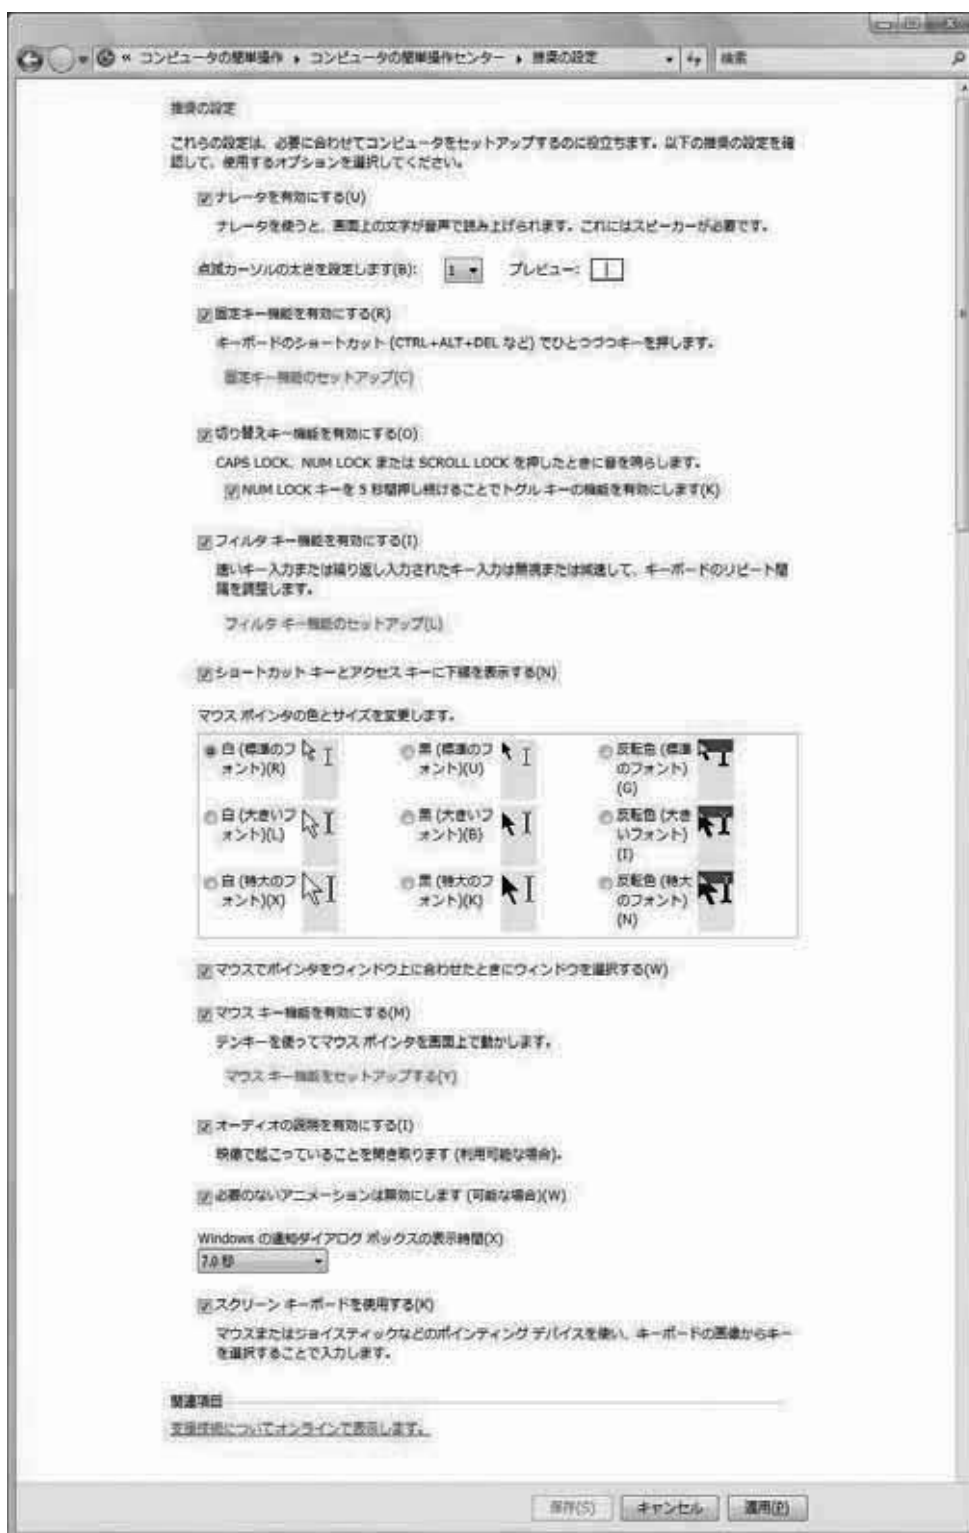 « コンピュータの簡単操作 ▸ コンピュータの簡単操作センター ▸ 推奨の設定
検索
推奨の設定
これらの設定は、必要に合わせてコンピュータをセットアップするのに役立ちます。以下の推奨の設定を確
認して、使用するオプションを選択してください。
ナレータを有効にする(U)
ナレータを使うと、画面上の文字が音声で読み上げられます。これにはスピーカーが必要です。
点滅カーソルの太さを設定します(B): 1 プレビュー:
固定キー機能を有効にする(R)
キーボードのショートカット (CTRL+ALT+DEL など) でひとつづつキーを押します。
固定キー機能のセットアップ(C)
切り替えキー機能を有効にする(O)
CAPS LOCK、NUM LOCK または SCROLL LOCK を押したときに音を鳴らします。
NUM LOCK キーを 5 秒間押し続けることでトグル キーの機能を有効にします(K)
フィルタ キー機能を有効にする(I)
速いキー入力または繰り返し入力されたキー入力は無視または減速して、キーボードのリピート間
隔を調整します。
フィルタ キー機能のセットアップ(L)
ショートカット キーとアクセス キーに下線を表示する(N)
マウス ポインタの色とサイズを変更します。
白 (標準のフ
ォント)(R)
黒 (標準のフ
ォント)(U)
反転色 (標準
のフォント)
(G)
白 (大きいフ
ォント)(L)
黒 (大きいフ
ォント)(B)
反転色 (大き
いフォント)
(I)
白 (特大のフ
ォント)(X)
黒 (特大のフ
ォント)(K)
反転色 (特大
のフォント)
(N)
マウスでポインタをウィンドウ上に合わせたときにウィンドウを選択する(W)
マウス キー機能を有効にする(M)
テンキーを使ってマウス ポインタを画面上で動かします。
マウス キー機能をセットアップする(Y)
オーディオの説明を有効にする(I)
映像で起こっていることを聞き取ります (利用可能な場合)。
必要のないアニメーションは無効にします (可能な場合)(W)
Windows の通知ダイアログ ボックスの表示時間(X)
7.0 秒
スクリーン キーボードを使用する(K)
マウスまたはジョイスティックなどのポインティング デバイスを使い、キーボードの画像からキー
を選択することで入力します。
関連項目
支援技術についてオンラインで表示します。
保存(S) キャンセル 適用(P)